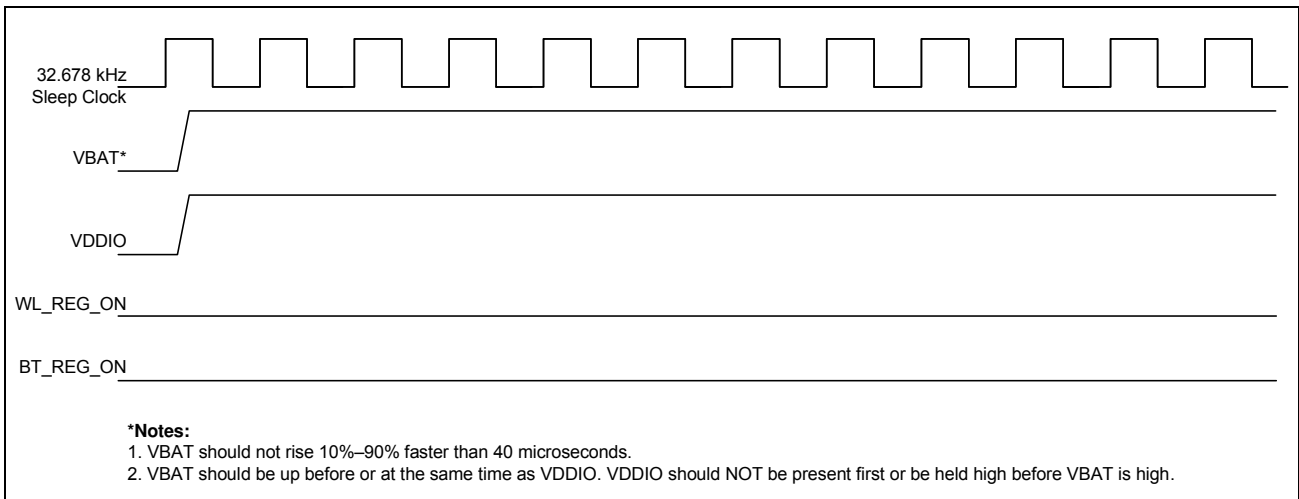 32.678 kHz
Sleep Clock
VBAT*
VDDIO
WL_REG_ON
BT_REG_ON
*Notes:
1. VBAT should not rise 10%–90% faster than 40 microseconds.
2. VBAT should be up before or at the same time as VDDIO. VDDIO should NOT be present first or be held high before VBAT is high.